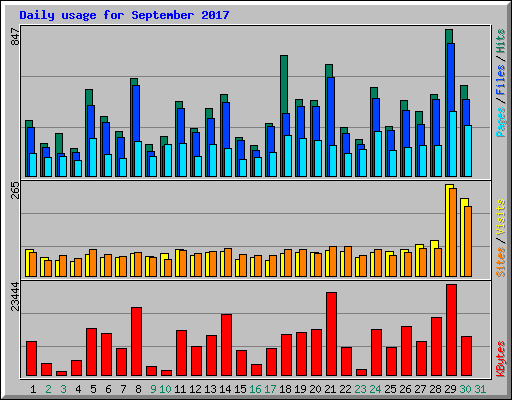 Daily usage for September 2017
847
Pages / Files / Hits
265
Sites / Visits
23444
KBytes
1 2 3 4 5 6 7 8 9 10 11 12 13 14 15 16 17 18 19 20 21 22 23 24 25 26 27 28 29 30 31